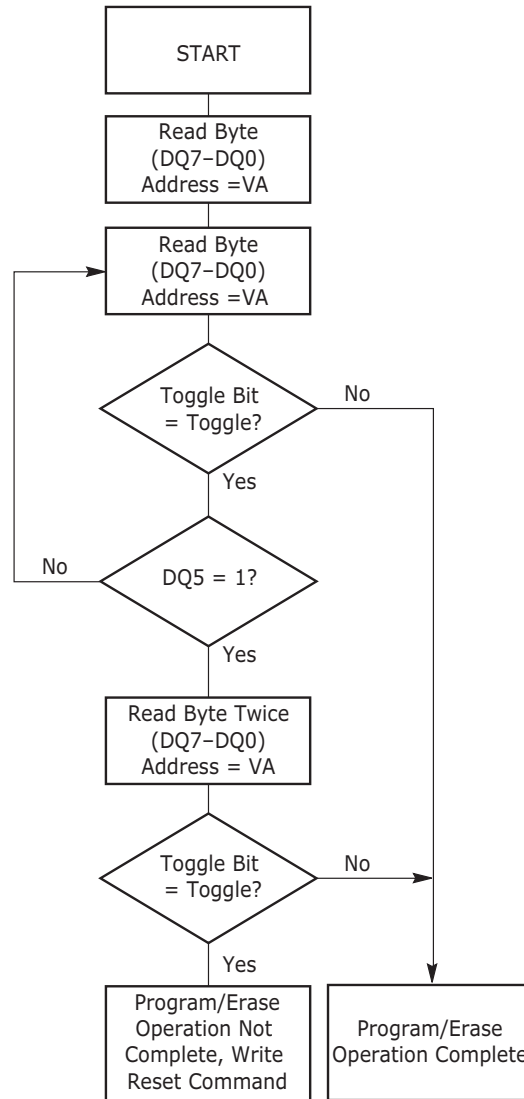 START
Read Byte
(DQ7–DQ0)
Address =VA
Read Byte
(DQ7–DQ0)
Address =VA
Toggle Bit
= Toggle?
No
Yes
No
DQ5 = 1?
Yes
Read Byte Twice
(DQ7–DQ0)
Address = VA
Toggle Bit
= Toggle?
No
Yes
Program/Erase
Operation Not
Complete, Write
Reset Command
Program/Erase
Operation Complete